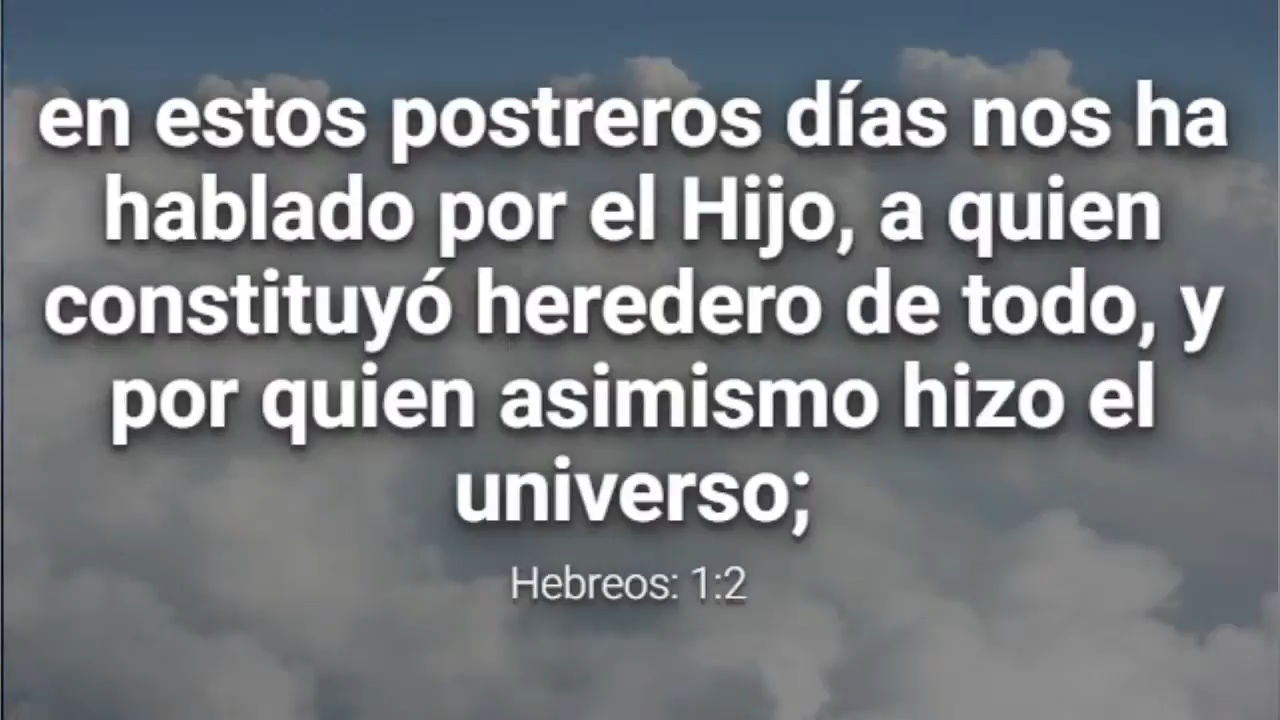 en estos postreros días nos ha
hablado por el Hijo, a quien
constituyó heredero de todo, y
por quien asimismo hizo el
universo;
Hebreos: 1:2